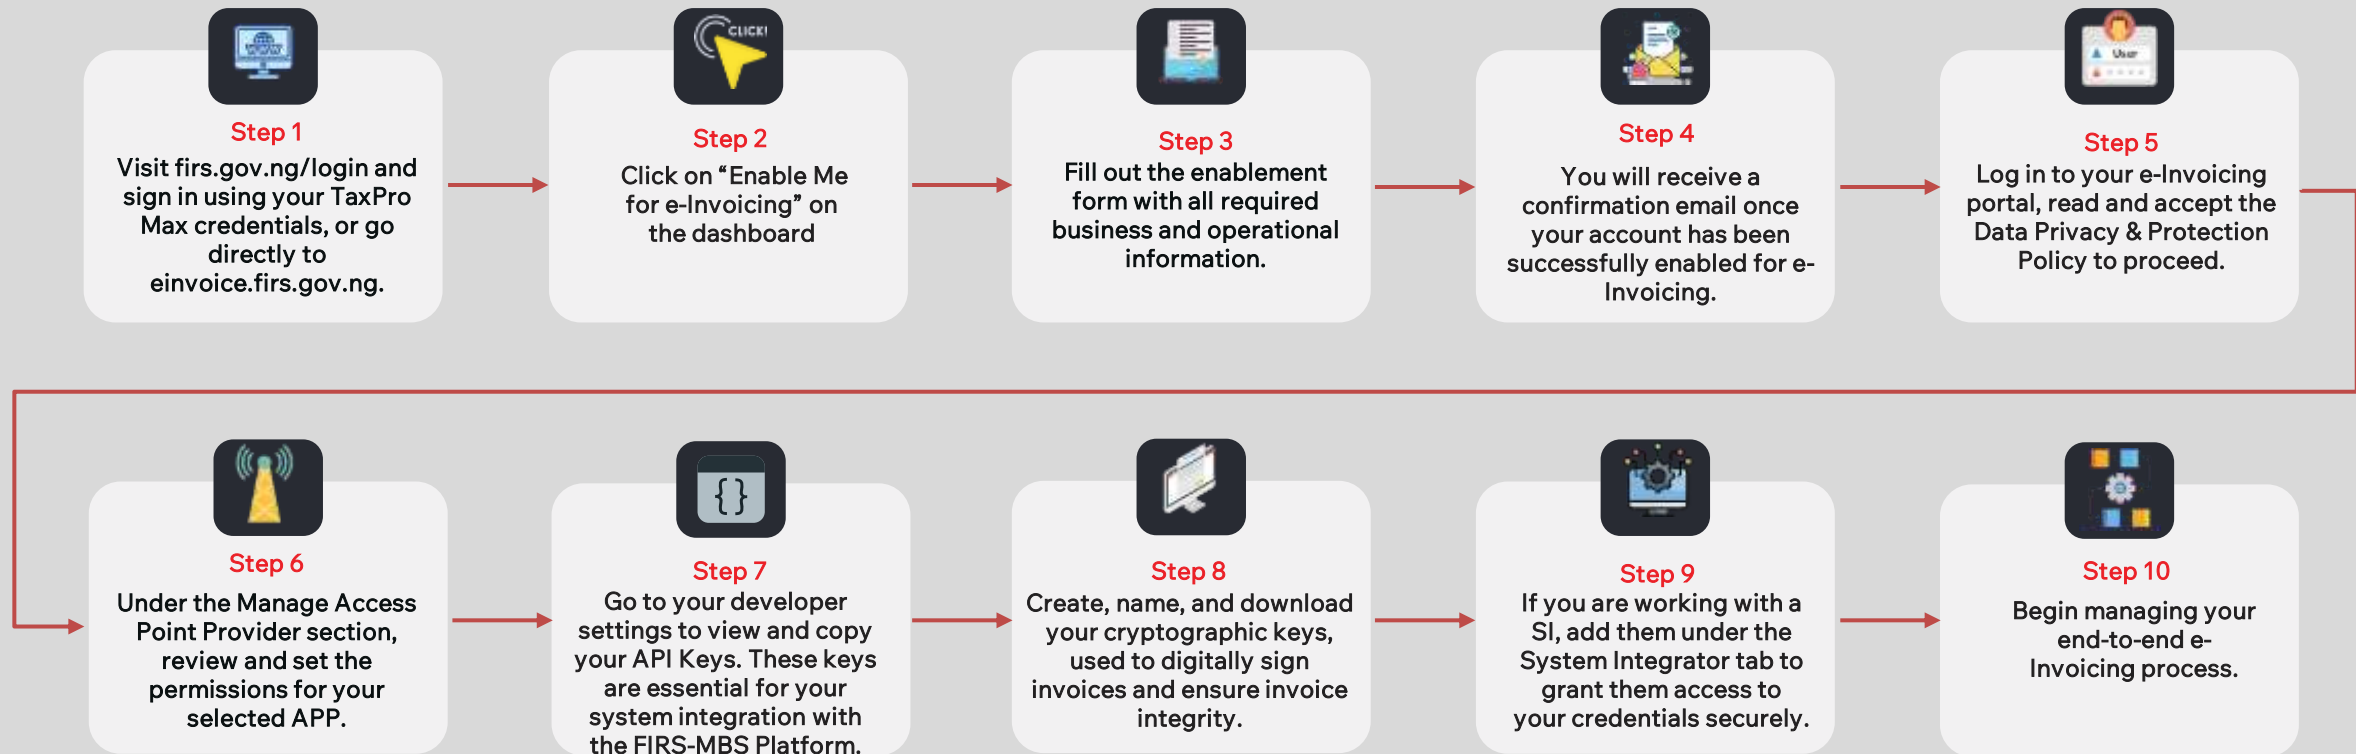 CLICK!
www
User
Step 1
Visit firs.gov.ng/login and
sign in using your TaxPro
Max credentials, or go
directly to
einvoice.firs.gov.ng.
Step 2
Click on “Enable Me
for e-Invoicing” on
the dashboard
Step 3
Fill out the enablement
form with all required
business and operational
information.
Step 4
You will receive a
confirmation email once
your account has been
successfully enabled for e-
Invoicing.
Step 5
Log in to your e-Invoicing
portal, read and accept the
Data Privacy & Protection
Policy to proceed.
{}
Step 6
Under the Manage Access
Point Provider section,
review and set the
permissions for your
selected APP.
Step 7
Go to your developer
settings to view and copy
your API Keys. These keys
are essential for your
system integration with
the FIRS-MBS Platform.
Step 8
Create, name, and download
your cryptographic keys,
used to digitally sign
invoices and ensure invoice
integrity.
Step 9
If you are working with a
SI, add them under the
System Integrator tab to
grant them access to
your credentials securely.
Step 10
Begin managing your
end-to-end e-
Invoicing process.